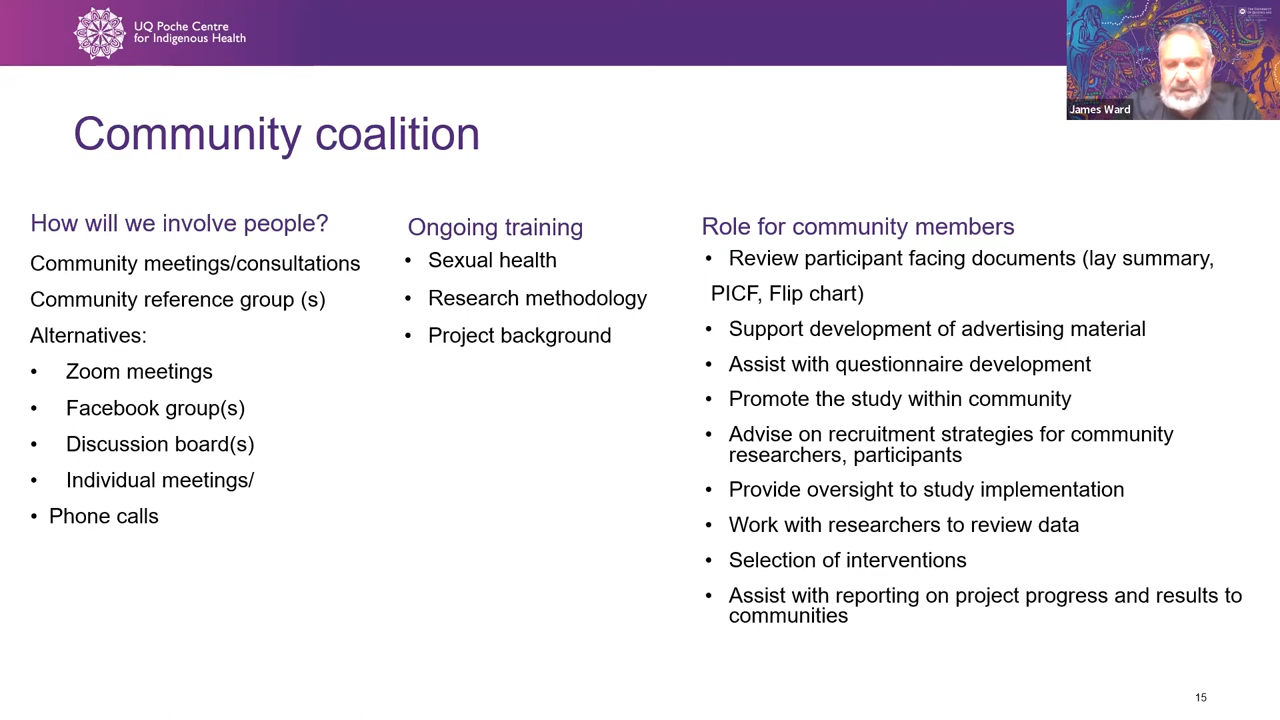 UQ Poche Centre
for Indigenous Health
James Ward
Community coalition
How will we involve people?
Community meetings/consultations
Community reference group (s)
Alternatives:
• Zoom meetings
• Facebook group(s)
• Discussion board(s)
• Individual meetings/
• Phone calls
Ongoing training
• Sexual health
• Research methodology
• Project background
Role for community members
• Review participant facing documents (lay summary,
PICF, Flip chart)
• Support development of advertising material
• Assist with questionnaire development
• Promote the study within community
• Advise on recruitment strategies for community
researchers, participants
• Provide oversight to study implementation
• Work with researchers to review data
• Selection of interventions
• Assist with reporting on project progress and results to
communities
15